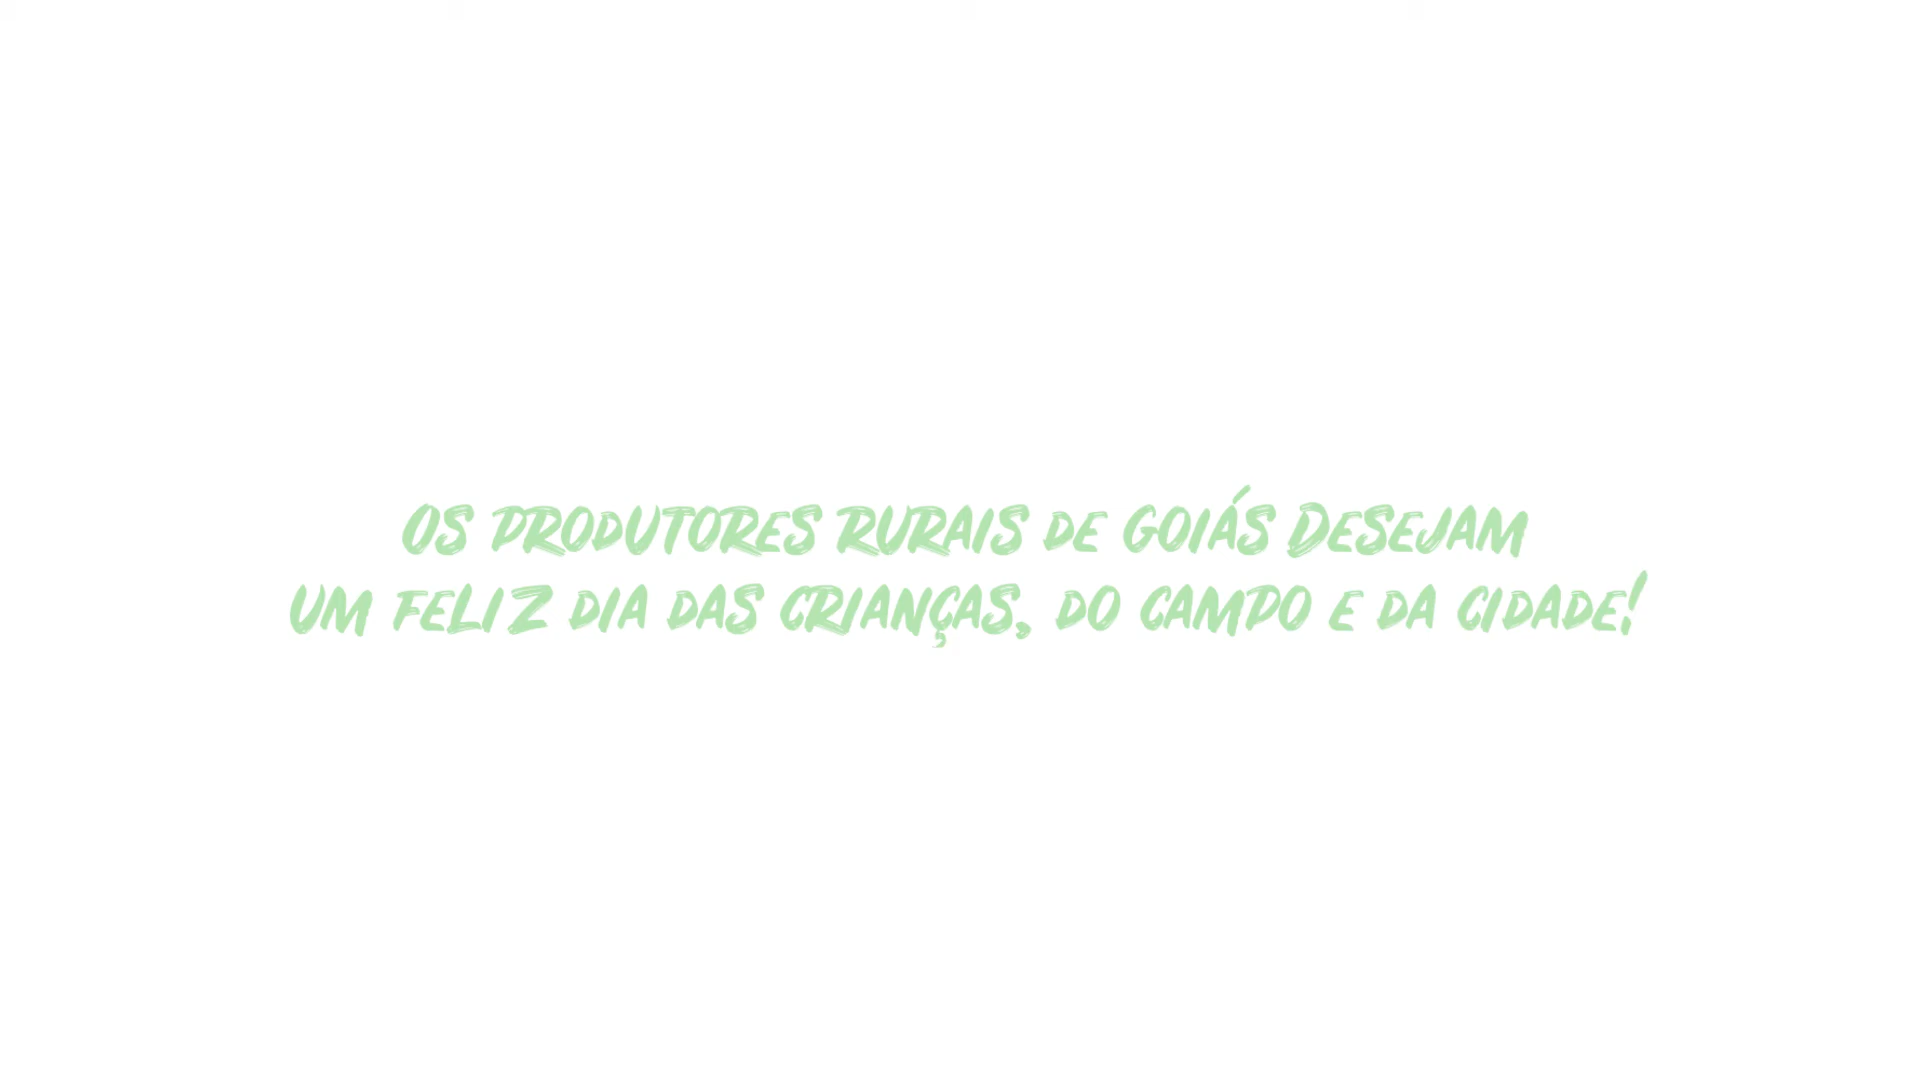 OS PRODUTORES RURAIS DE GOIÁS DESEJAM
UM FELIZ DIA DAS CRIANÇAS, DO CAMPO E DA CIDADE!